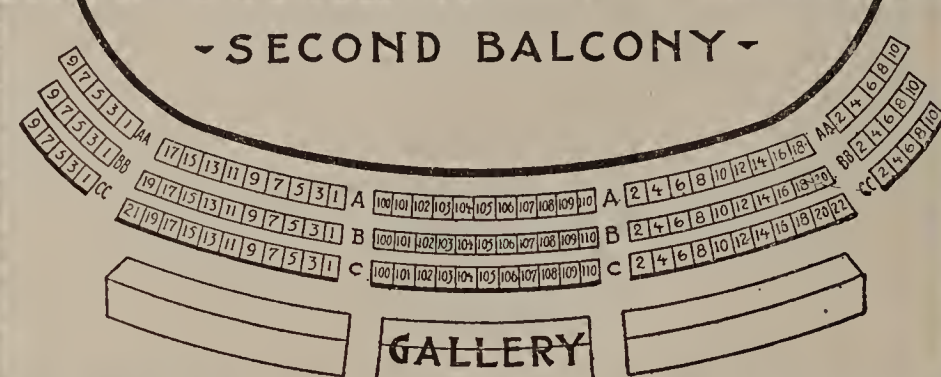 - SECOND BALCONY -
9 7 5 3 1 AA
9 7 5 3 1 BB
9 7 5 3 1 CC
17 15 13 11 9 7 5 3 1 A 100 101 102 103 104 105 106 107 108 109 110 A 2 4 6 8 10 12 14 16 18
19 17 15 13 11 9 7 5 3 1 B 100 101 102 103 104 105 106 107 108 109 110 B 2 4 6 8 10 12 14 16 18 20
21 19 17 15 13 11 9 7 5 3 1 C 100 101 102 103 104 105 106 107 108 109 110 C 2 4 6 8 10 12 14 16 18 20 22
AA 2 4 6 8 10
BB 2 4 6 8 10
CC 2 4 6 8 10
GALLERY